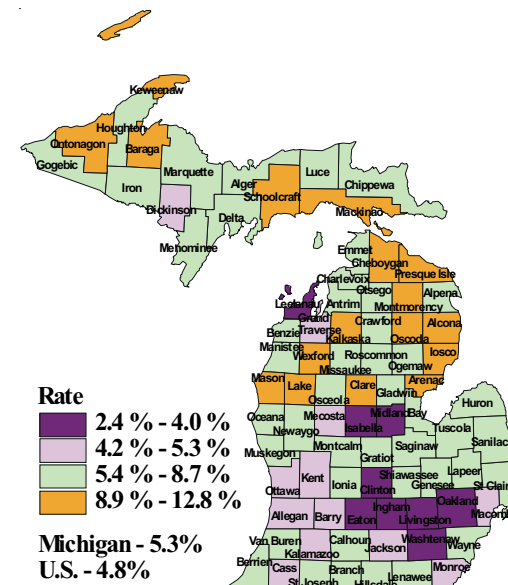 Keweenaw
Houghton
Ontonagon
Baraga
Gogebic
Marquette
Luce
Iron
Alger
Chippewa
Schoolcraft
Dickinson
Mackinac
Delta
Menominee
Emmet
Cheboygan
Presque Isle
Charlevoix
Otsego
Alpena
Leelanau
Antrim
Montmorency
Grand
Traverse
Crawford
Alcona
Benzie
Kalkaska
Oscoda
Manistee
Wexford
Roscommon
Iosco
Missaukee
Ogemaw
Mason
Lake
Clare
Arenac
Osceola
Gladwin
Rate
Huron
2.4 % - 4.0 %
Oceana
Mecosta
Midland
Bay
Newaygo
Isabella
Tuscola
4.2 % - 5.3 %
Montcalm
Saginaw
Sanilac
Muskegon
Gratiot
5.4 % - 8.7 %
Kent
Shiawassee
Lapeer
Ottawa
Ionia
Clinton
Genesee
St Clair
8.9 % - 12.8 %
Ingham
Oakland
Allegan
Barry
Eaton
Livingston
Macomb
Michigan - 5.3%
Van Buren
Calhoun
Washtenaw
Wayne
Kalamazoo
Jackson
Berrien
U.S. - 4.8%
Cass
Branch
Lenawee
Monroe
St Joseph
Hillsdale